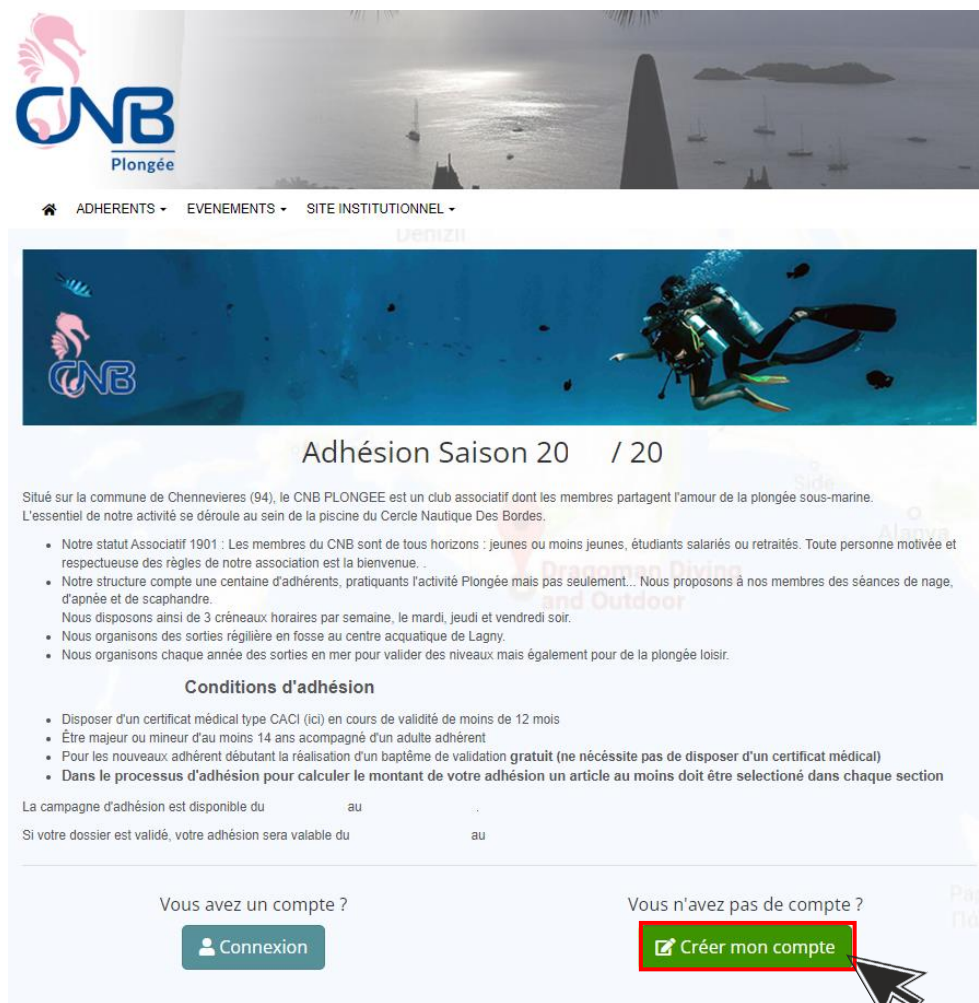 CNB
Plongée
ADHERENTS
EVENEMENTS
SITE INSTITUTIONNEL
Denizli
CNB
Adhésion Saison 20 / 20
Side
Situé sur la commune de Chennevieres (94), le CNB PLONGEE est un club associatif dont les membres partagent l'amour de la plongée sous-marine.
L'essentiel de notre activité se déroule au sein de la piscine du Cercle Nautique Des Bordes.
Alanya
• Notre statut Associatif 1901 : Les membres du CNB sont de tous horizons : jeunes ou moins jeunes, étudiants salariés ou retraités. Toute personne motivée et
respectueuse des règles de notre association est la bienvenue. .
Dragoman Diving
and Outdoor
• Notre structure compte une centaine d'adhérents, pratiquants l'activité Plongée mais pas seulement... Nous proposons à nos membres des séances de nage,
d'apnée et de scaphandre.
Nous disposons ainsi de 3 créneaux horaires par semaine, le mardi, jeudi et vendredi soir.
• Nous organisons des sorties régilière en fosse au centre acquatique de Lagny.
• Nous organisons chaque année des sorties en mer pour valider des niveaux mais également pour de la plongée loisir.
Conditions d'adhésion
• Disposer d'un certificat médical type CACI (ici) en cours de validité de moins de 12 mois
• Être majeur ou mineur d'au moins 14 ans acompagné d'un adulte adhérent
• Pour les nouveaux adhérent débutant la réalisation d'un baptême de validation gratuit (ne nécéssite pas de disposer d'un certificat médical)
• Dans le processus d'adhésion pour calculer le montant de votre adhésion un article au moins doit être selectioné dans chaque section
La campagne d'adhésion est disponible du au .
Si votre dossier est validé, votre adhésion sera valable du au
Vous avez un compte ?
Connexion
Vous n'avez pas de compte ?
Créer mon compte